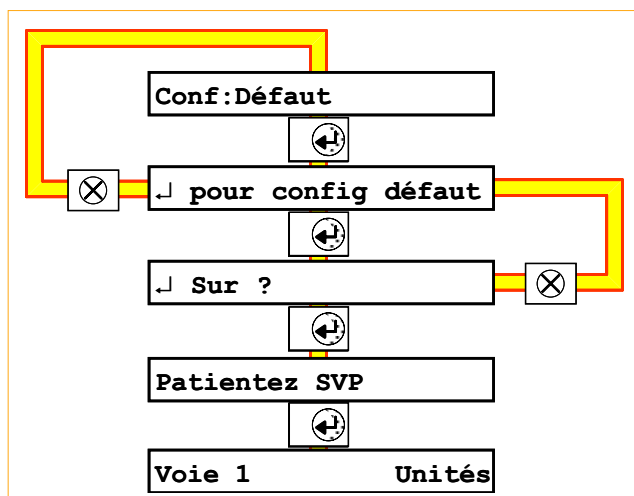 Conf:Défaut
↵ pour config défaut
↵ Sur ?
Patientez SVP
Voie 1 Unités